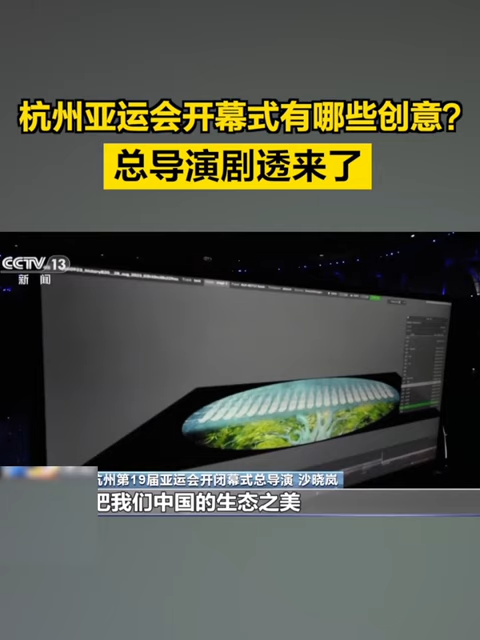 杭州亚运会开幕式有哪些创意?
总导演剧透来了
CCTV 13
新闻
杭州第19届亚运会开闭幕式总导演 沙晓岚
把我们中国的生态之美